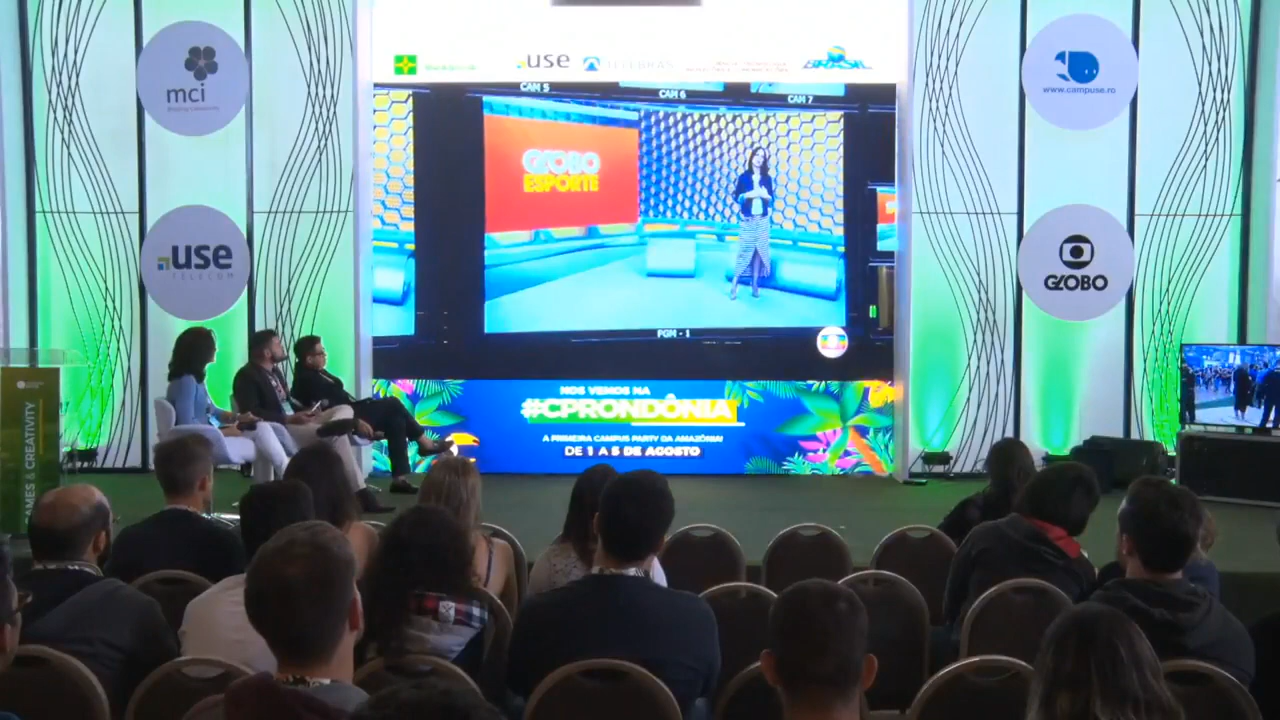 mci
USE
TELECOM
USE
TELEBRAS
BRASIL
CAM 5
CAM 6
CAM 7
GLOBO
ESPORTE
PGM - 1
NOS VEMOS NA
#CPRONDÔNIA
A PRIMEIRA CAMPUS PARTY DA AMAZÔNIA!
DE 1 A 5 DE AGOSTO
www.campuse.ro
GLOBO
GAMES & CREATIVITY